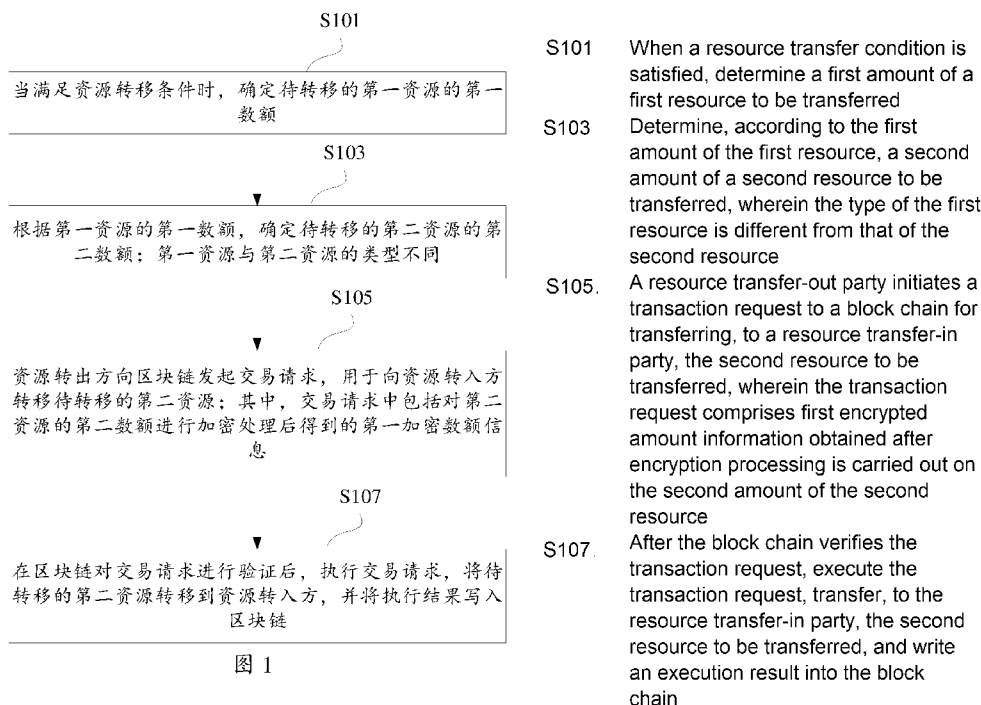 S101
当满足资源转移条件时，确定待转移的第一资源的第一
数额
S103
根据第一资源的第一数额，确定待转移的第二资源的第
二数额；第一资源与第二资源的类型不同
S105
资源转出方向区块链发起交易请求，用于向资源转入方
转移待转移的第二资源；其中，交易请求中包括对第二
资源的第二数额进行加密处理后得到的第一加密数额信
息
S107
在区块链对交易请求进行验证后，执行交易请求，将待
转移的第二资源转移到资源转入方，并将执行结果写入
区块链
图 1
S101 When a resource transfer condition is
satisfied, determine a first amount of a
first resource to be transferred
S103 Determine, according to the first
amount of the first resource, a second
amount of a second resource to be
transferred, wherein the type of the first
resource is different from that of the
second resource
S105. A resource transfer-out party initiates a
transaction request to a block chain for
transferring, to a resource transfer-in
party, the second resource to be
transferred, wherein the transaction
request comprises first encrypted
amount information obtained after
encryption processing is carried out on
the second amount of the second
resource
S107. After the block chain verifies the
transaction request, execute the
transaction request, transfer, to the
resource transfer-in party, the second
resource to be transferred, and write
an execution result into the block
chain